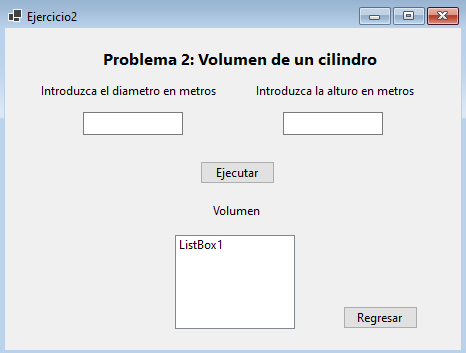 Ejercicio2
Problema 2: Volumen de un cilindro
Introduzca el diametro en metros
Introduzca la alturo en metros
Ejecutar
Volumen
ListBox1
Regresar